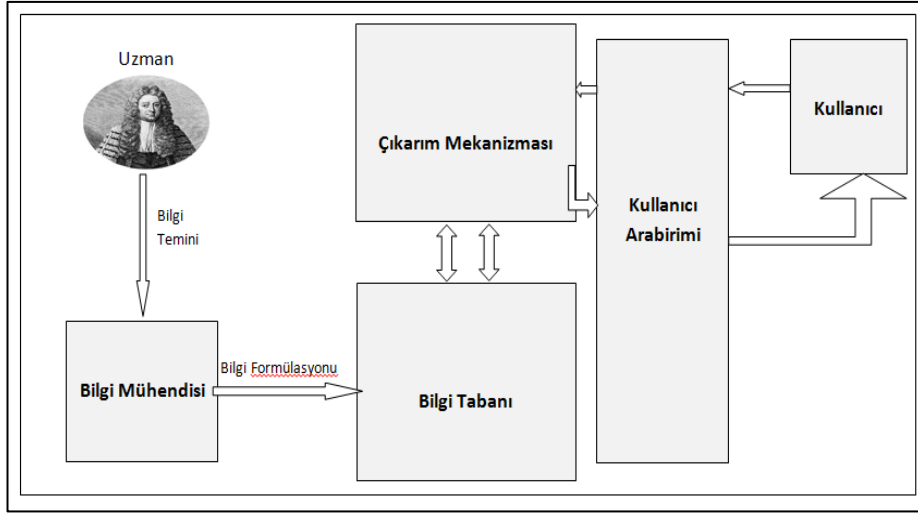 Uzman
Bilgi
Temini
Bilgi Mühendisi
Bilgi Formülasyonu
Çıkarım Mekanizması
Bilgi Tabanı
Kullanıcı
Arabirimi
Kullanıcı